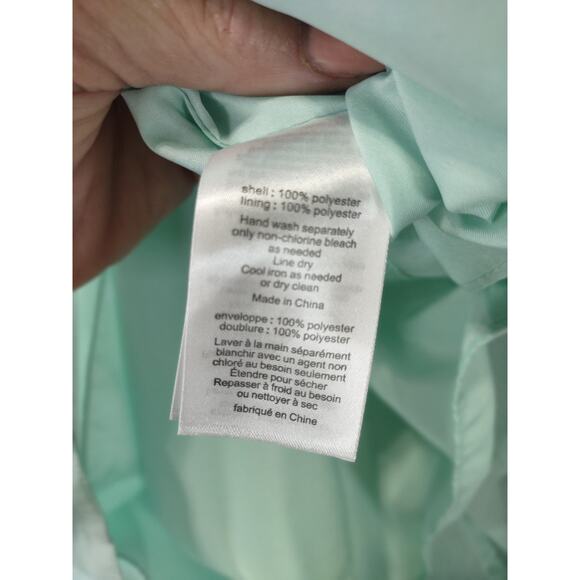 shell : 100% polyester
lining : 100% polyester
Hand wash separately
only non-chlorine bleach
as needed
Line dry
Cool iron as needed
or dry clean
Made in China
enveloppe : 100% polyester
doublure : 100% polyester
Laver à la main séparément
blanchir avec un agent non
chloré au besoin seulement
Étendre pour sécher
Repasser à froid au besoin
ou nettoyer à sec
fabriqué en Chine